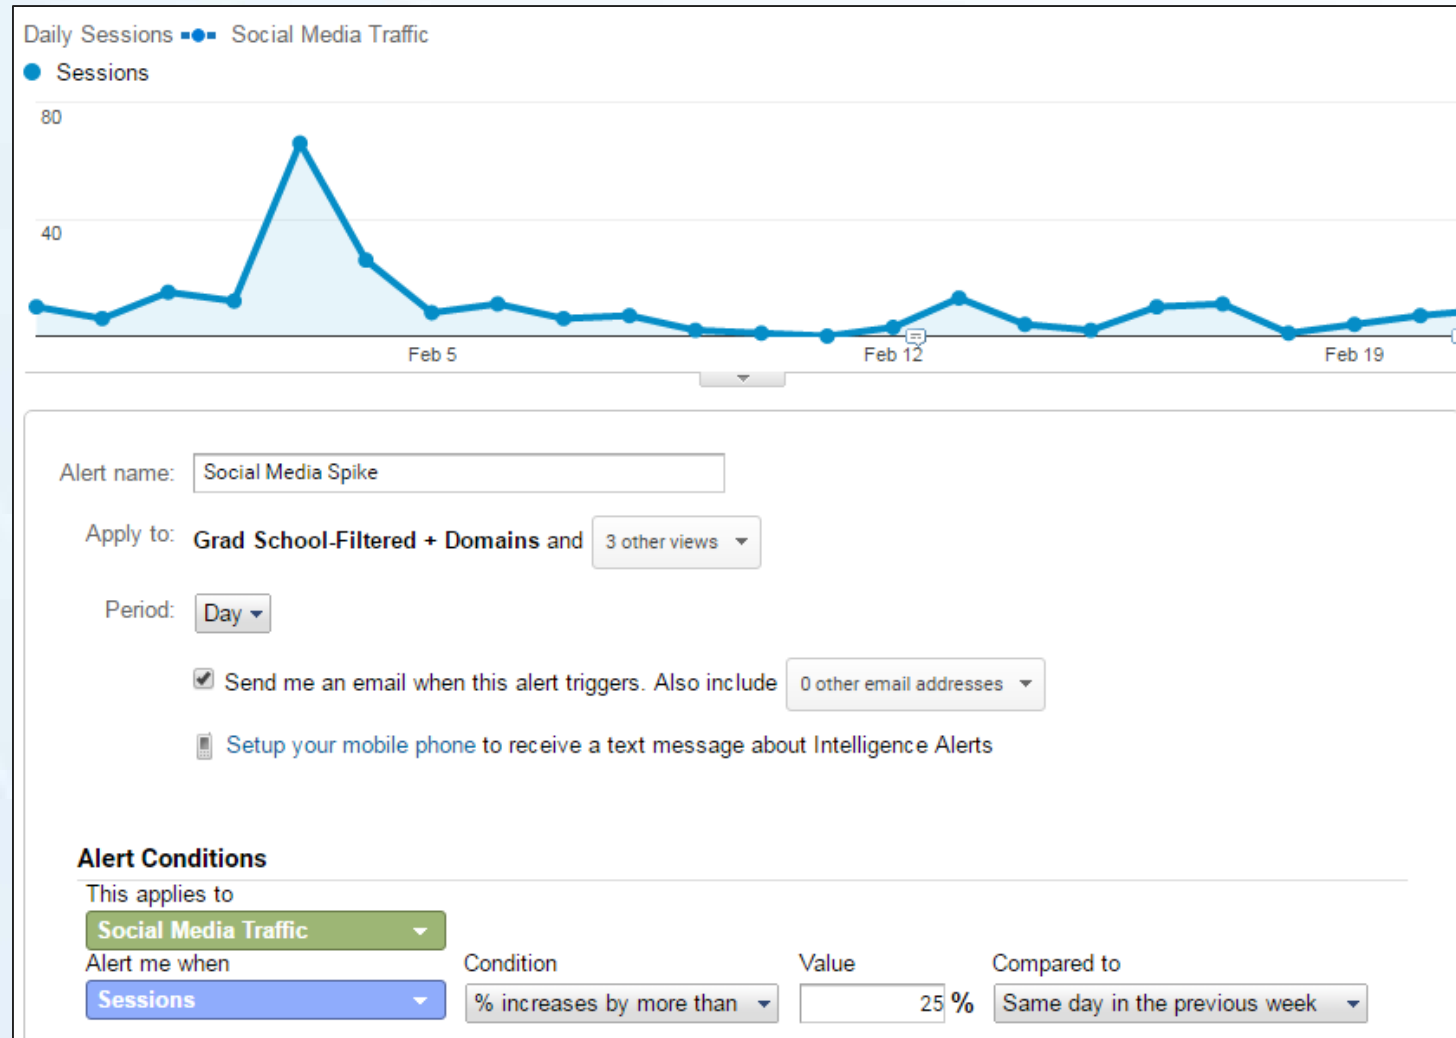 Daily Sessions Social Media Traffic
Sessions
80
40
Feb 5 Feb 12 Feb 19
Alert name: Social Media Spike
Apply to: Grad School-Filtered + Domains and 3 other views
Period: Day
Send me an email when this alert triggers. Also include 0 other email addresses
Setup your mobile phone to receive a text message about Intelligence Alerts
Alert Conditions
This applies to
Social Media Traffic
Alert me when Condition Value Compared to
Sessions % increases by more than 25 % Same day in the previous week